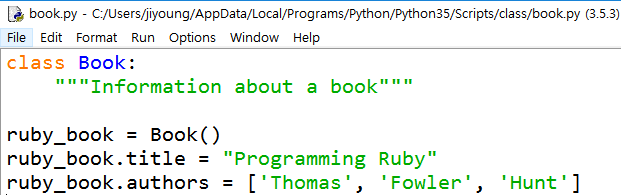 book.py - C:/Users/jiyoung/AppData/Local/Programs/Python/Python35/Scripts/class/book.py (3.5.3)
File Edit Format Run Options Window Help
class Book:
    """Information about a book"""
ruby_book = Book()
ruby_book.title = "Programming Ruby"
ruby_book.authors = ['Thomas', 'Fowler', 'Hunt']